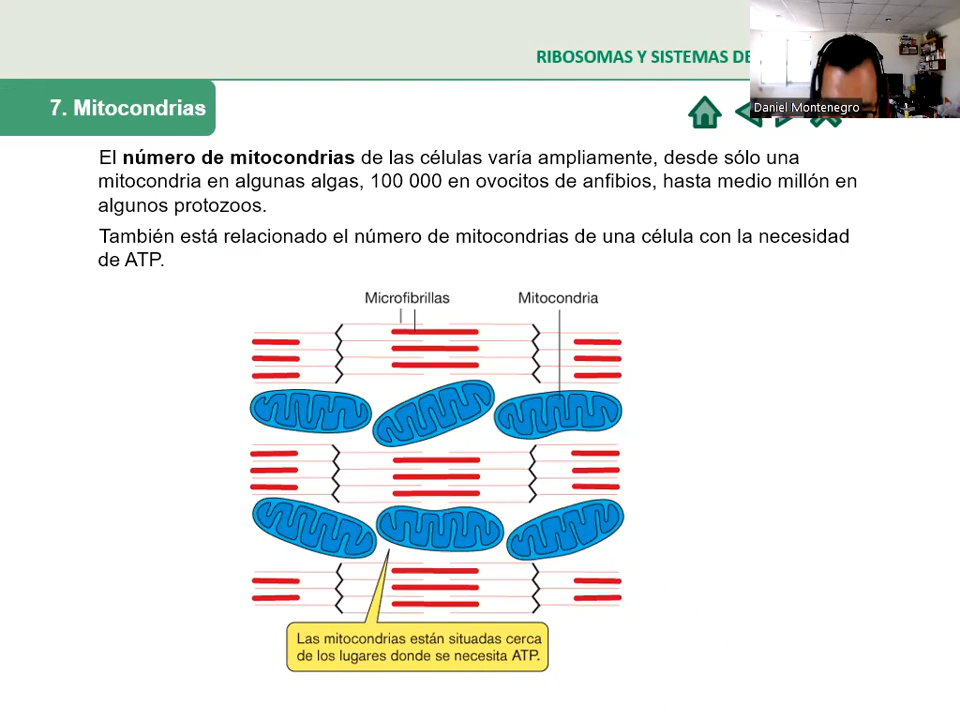 RIBOSOMAS Y SISTEMAS DE
Daniel Montenegro
7. Mitocondrias
El número de mitocondrias de las células varía ampliamente, desde sólo una
mitocondria en algunas algas, 100 000 en ovocitos de anfibios, hasta medio millón en
algunos protozoos.
También está relacionado el número de mitocondrias de una célula con la necesidad
de ATP.
Microfibrillas
Mitocondria
Las mitocondrias están situadas cerca
de los lugares donde se necesita ATP.